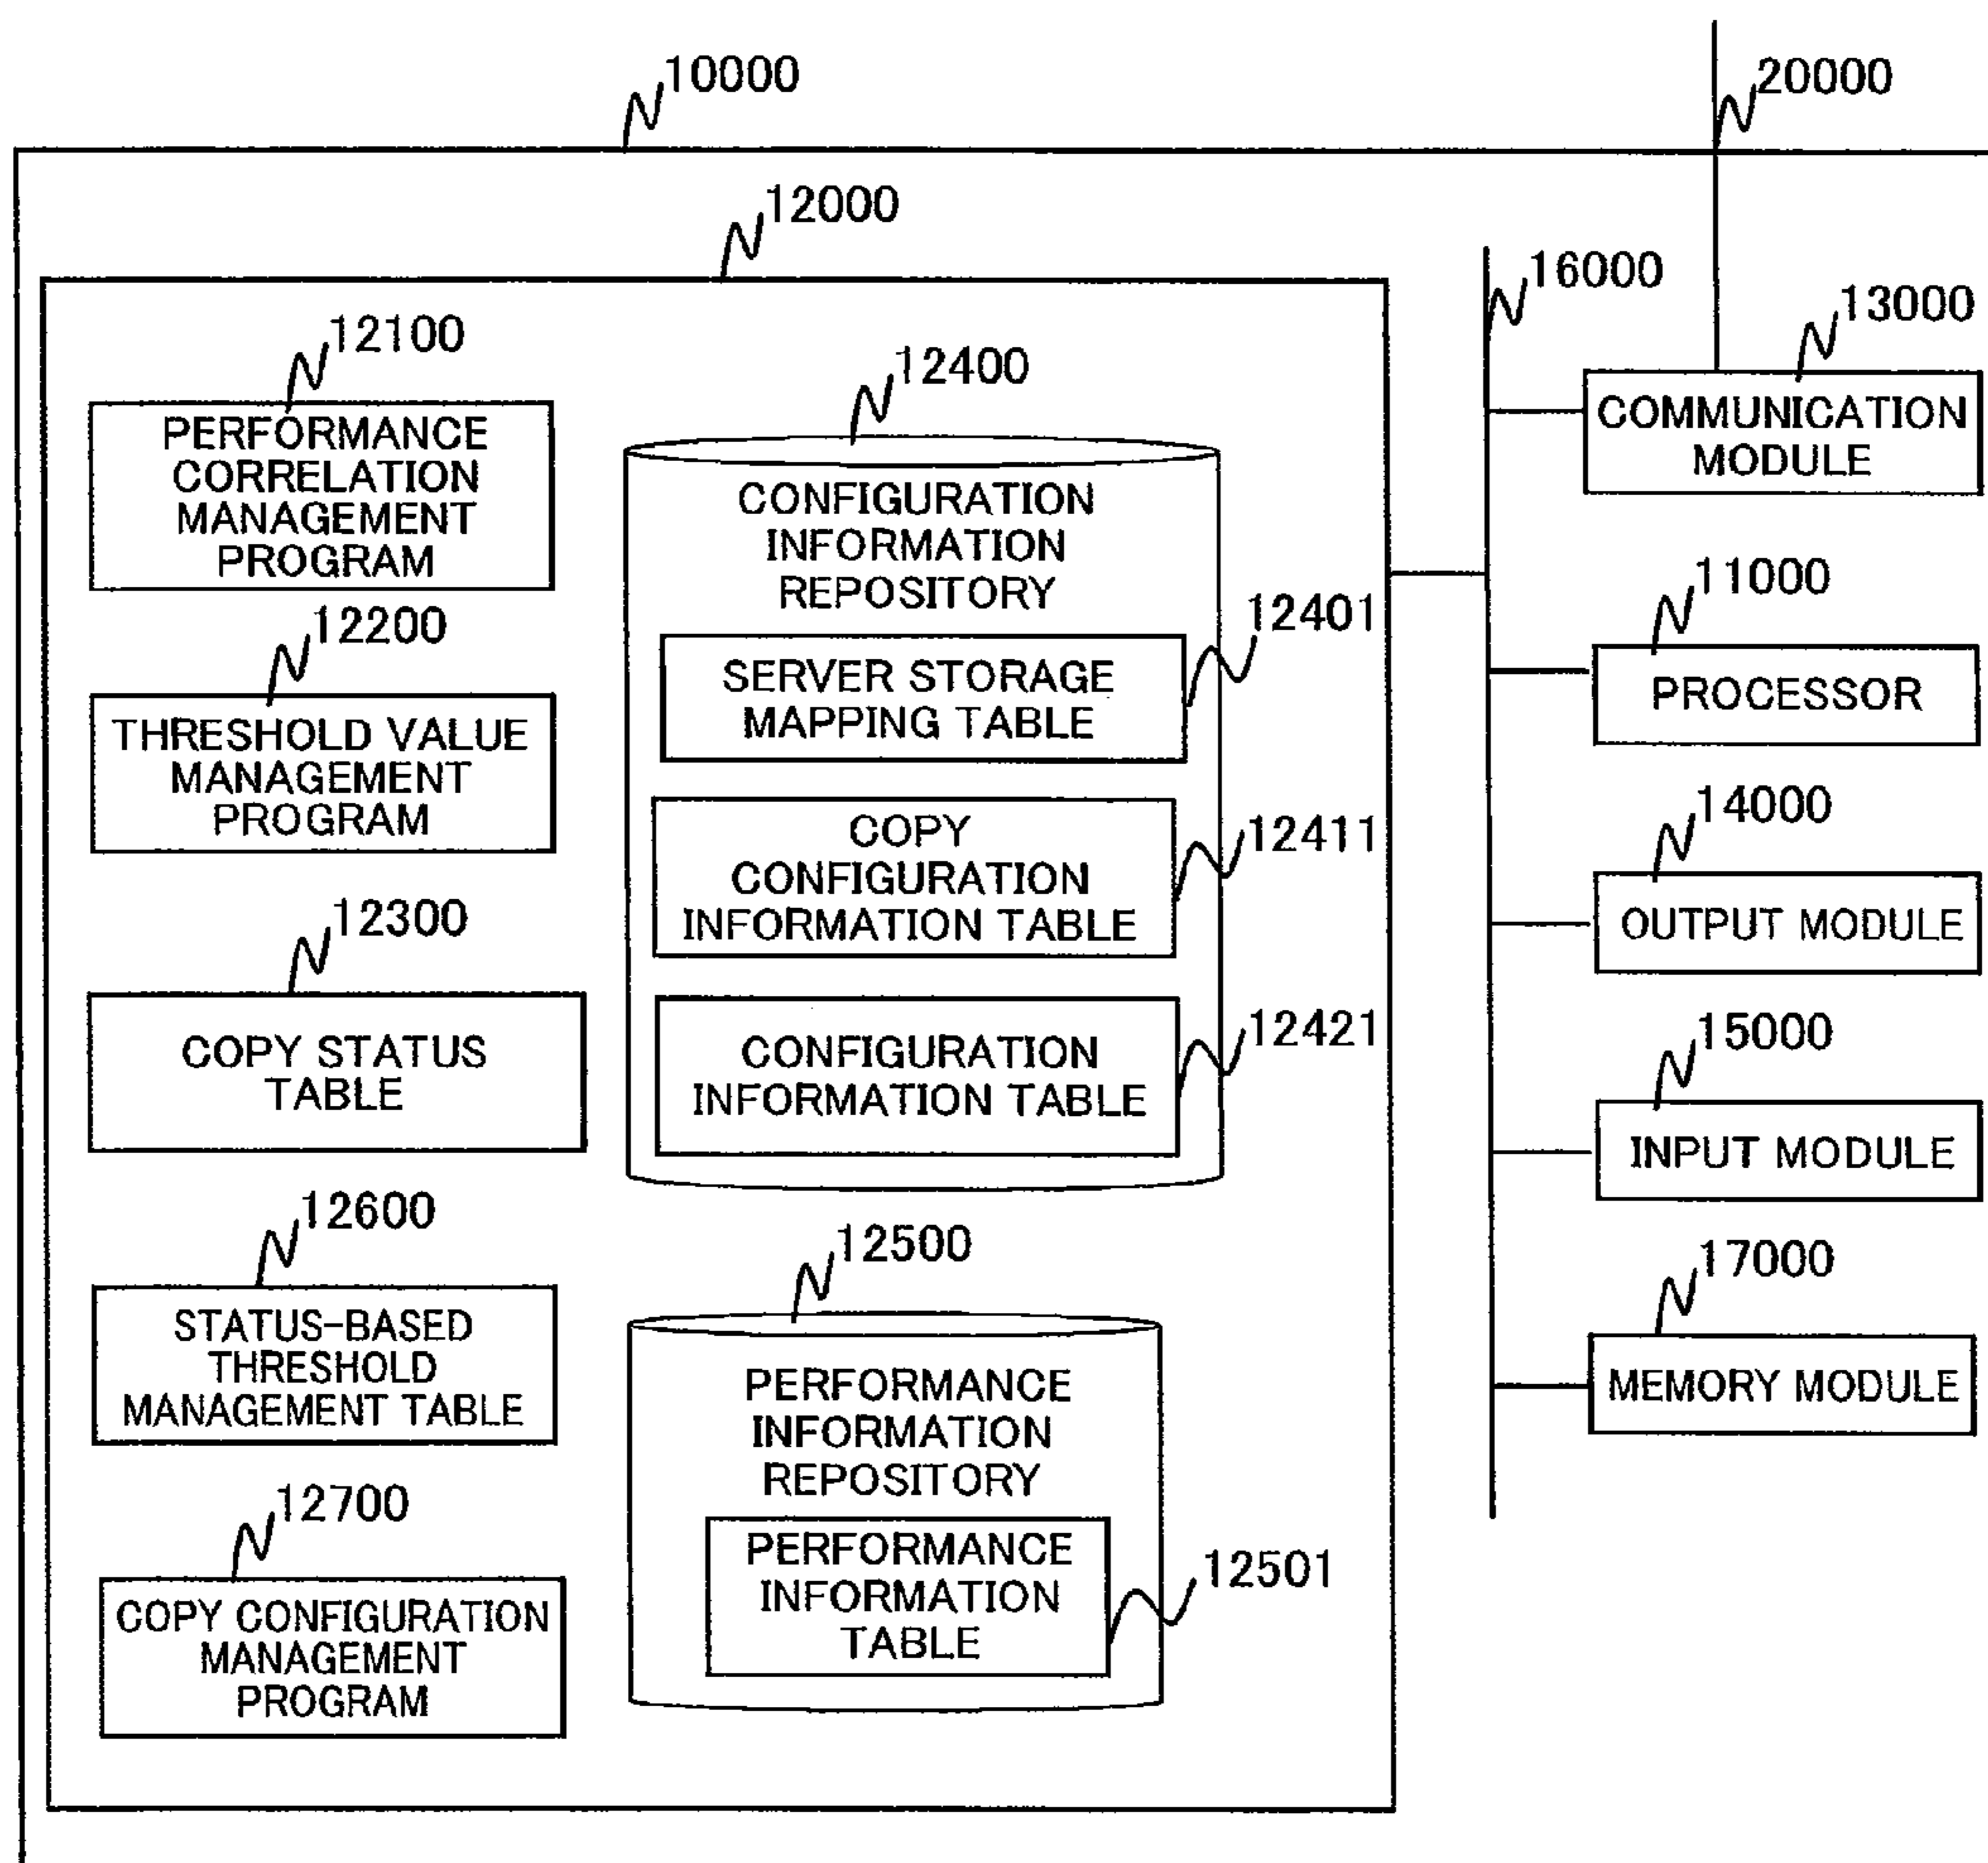 10000
20000
12000
16000
13000
COMMUNICATION
MODULE
12100
PERFORMANCE
CORRELATION
MANAGEMENT
PROGRAM
12200
THRESHOLD VALUE
MANAGEMENT
PROGRAM
12300
COPY STATUS
TABLE
12600
STATUS-BASED
THRESHOLD
MANAGEMENT TABLE
12700
COPY CONFIGURATION
MANAGEMENT
PROGRAM
12400
CONFIGURATION
INFORMATION
REPOSITORY
12401
SERVER STORAGE
MAPPING TABLE
12411
COPY
CONFIGURATION
INFORMATION TABLE
12421
CONFIGURATION
INFORMATION TABLE
12500
PERFORMANCE
INFORMATION
REPOSITORY
PERFORMANCE
INFORMATION
TABLE
12501
11000
PROCESSOR
14000
OUTPUT MODULE
15000
INPUT MODULE
17000
MEMORY MODULE